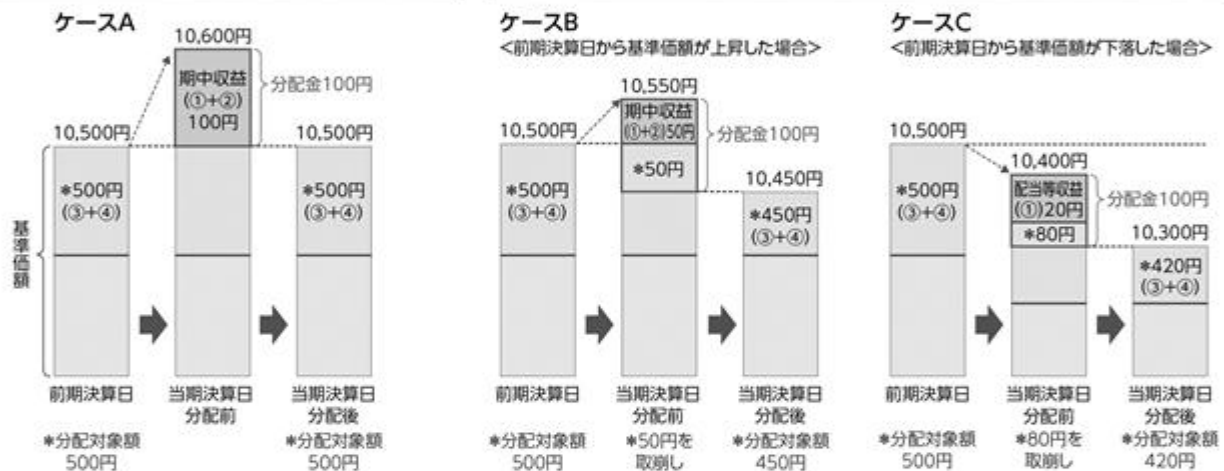 ケースA
10,600円
期中収益
(①+②)
100円
分配金100円
10,500円
10,500円
*500円
(③+④)
*500円
(③+④)
基準価額
前期決算日
当期決算日
分配前
当期決算日
分配後
*分配対象額
500円
*分配対象額
500円
ケースB
<前期決算日から基準価額が上昇した場合>
10,550円
期中収益
(①+②)50円
分配金100円
10,500円
*500円
(③+④)
*50円
10,450円
*450円
(③+④)
前期決算日
当期決算日
分配前
当期決算日
分配後
*分配対象額
500円
*50円を
取崩し
*分配対象額
450円
ケースC
<前期決算日から基準価額が下落した場合>
10,500円
10,400円
*500円
(③+④)
配当等収益
(①)20円
分配金100円
*80円
10,300円
*420円
(③+④)
前期決算日
当期決算日
分配前
当期決算日
分配後
*分配対象額
500円
*80円を
取崩し
*分配対象額
420円